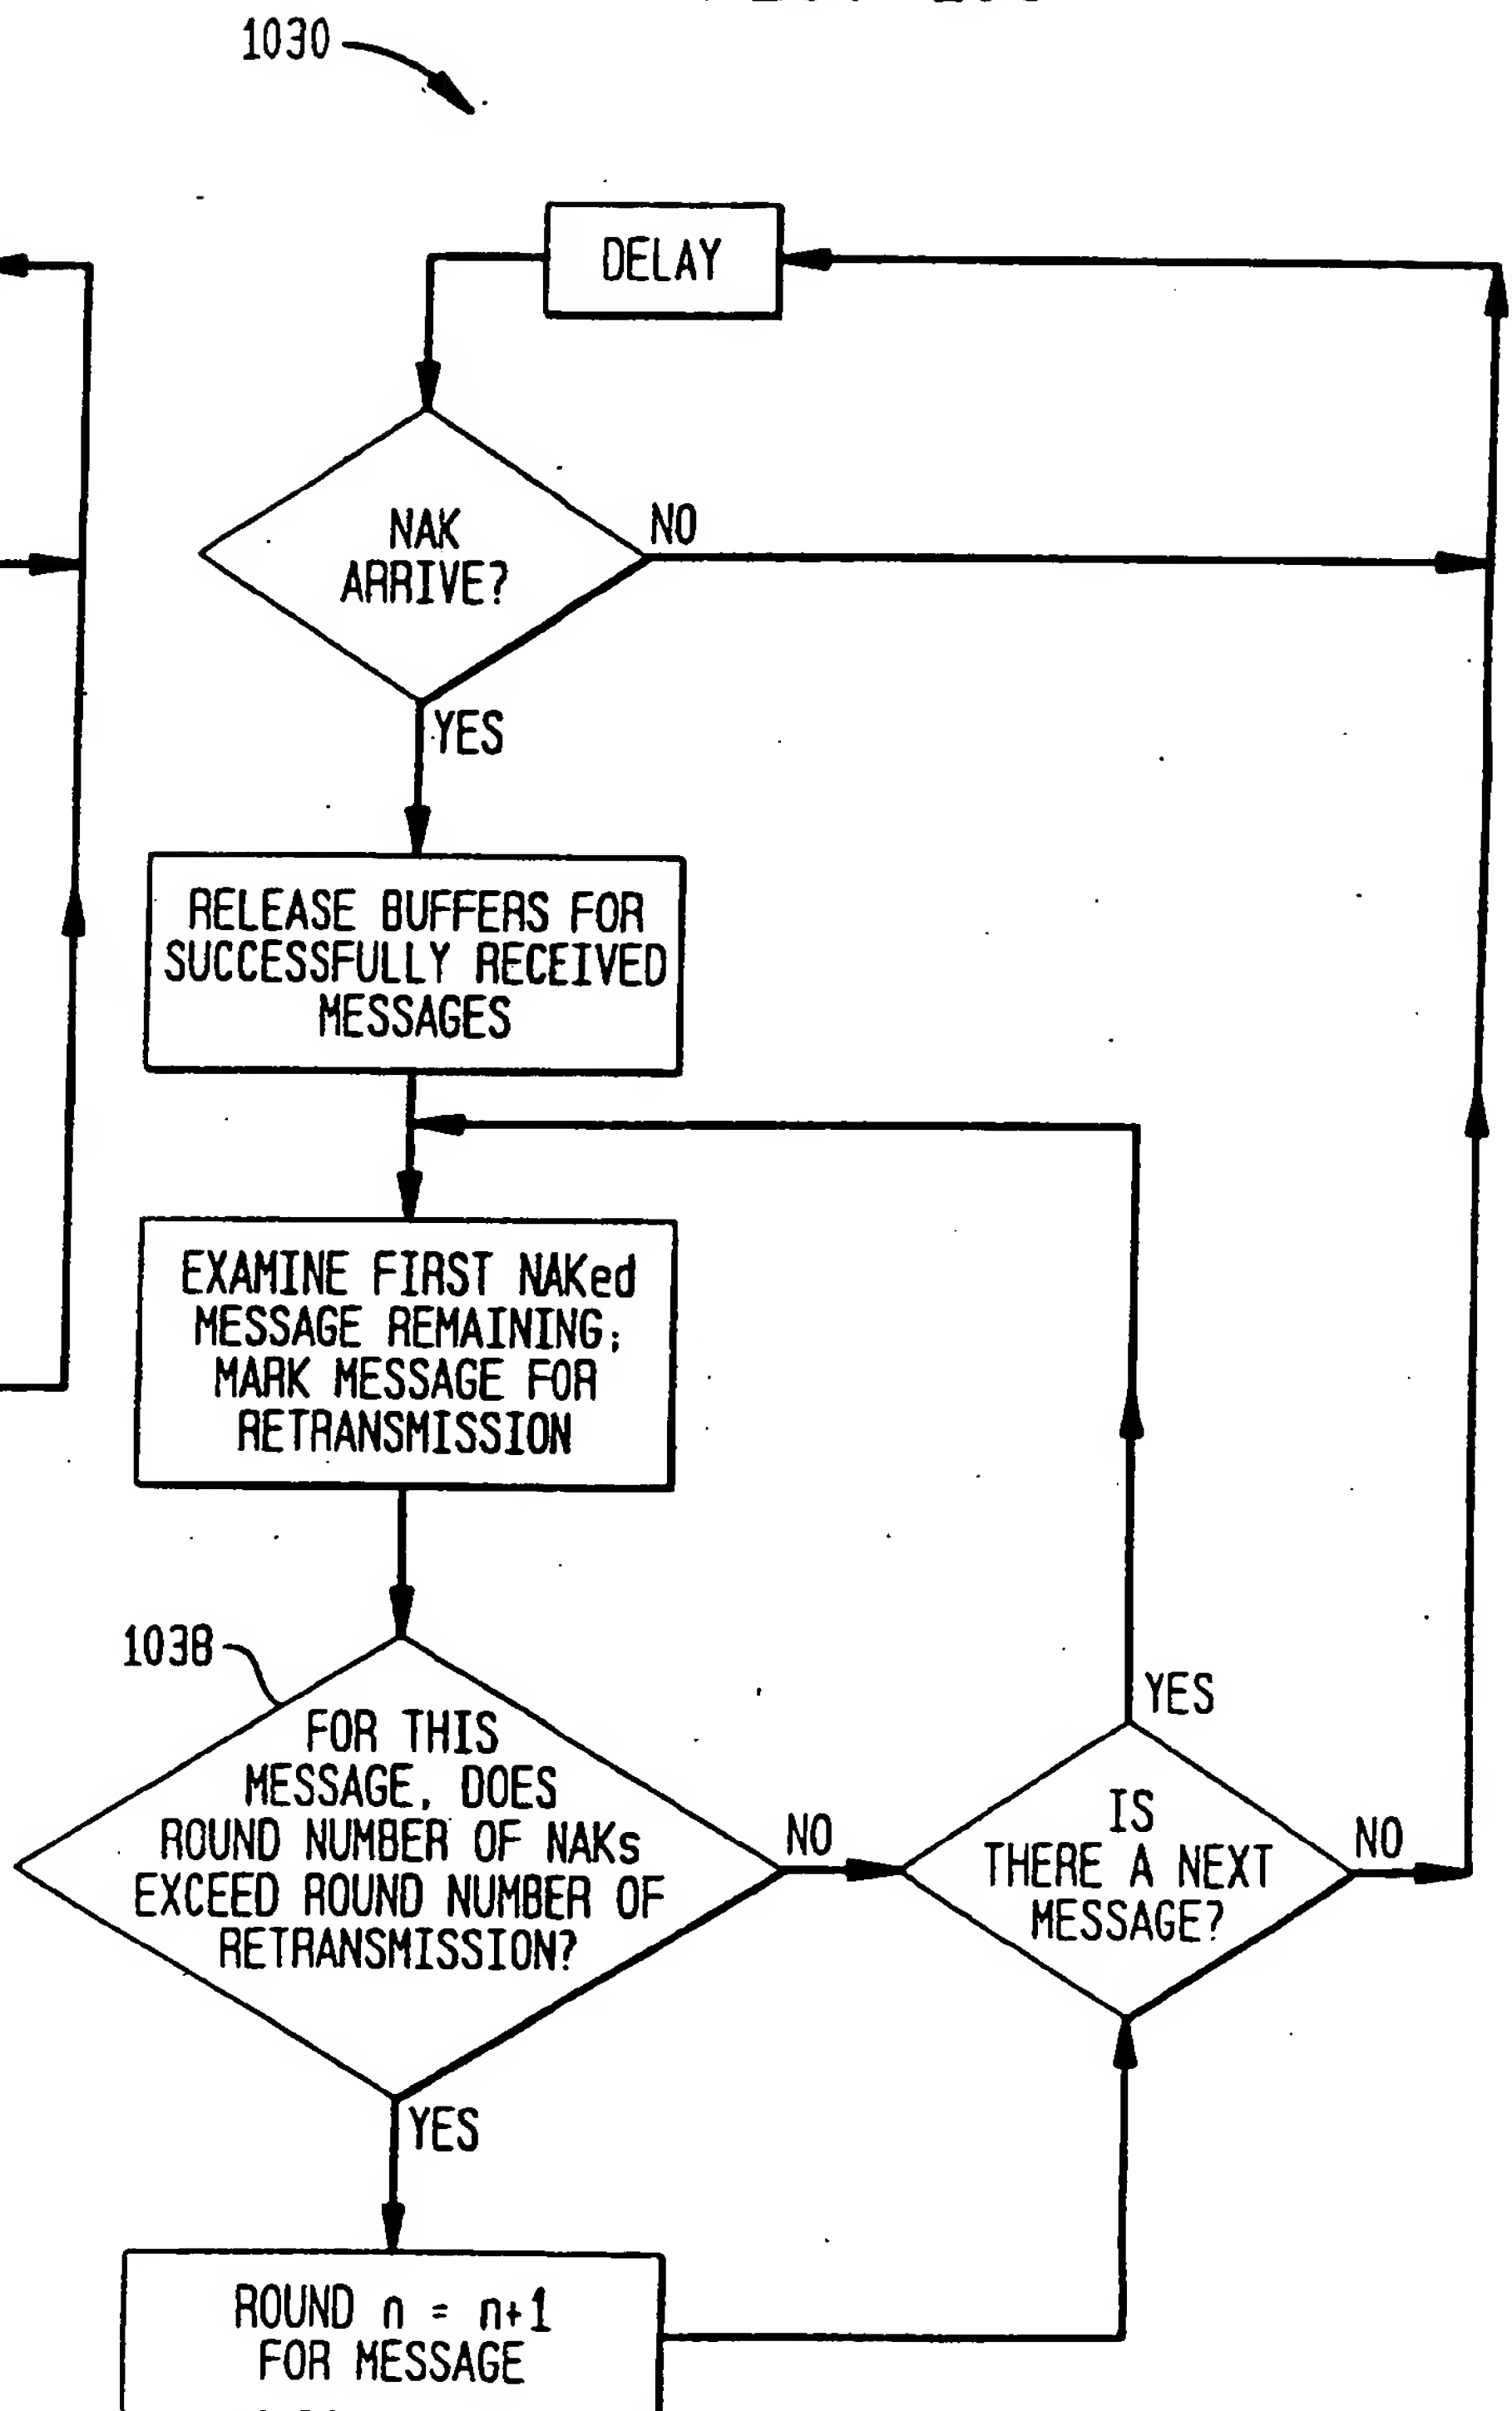 1030
DELAY
NAK
ARRIVE?
NO
YES
RELEASE BUFFERS FOR
SUCCESSFULLY RECEIVED
MESSAGES
EXAMINE FIRST NAKed
MESSAGE REMAINING;
MARK MESSAGE FOR
RETRANSMISSION
1038
FOR THIS
MESSAGE, DOES
ROUND NUMBER OF NAKs
EXCEED ROUND NUMBER OF
RETRANSMISSION?
NO
YES
IS
THERE A NEXT
MESSAGE?
YES
NO
ROUND n = n+1
FOR MESSAGE